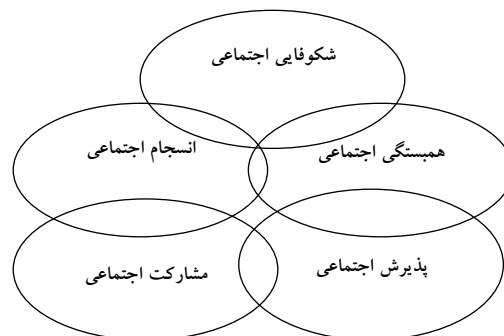 شکوفایی اجتماعی
همبستگی اجتماعی
انسجام اجتماعی
پذیرش اجتماعی
مشارکت اجتماعی